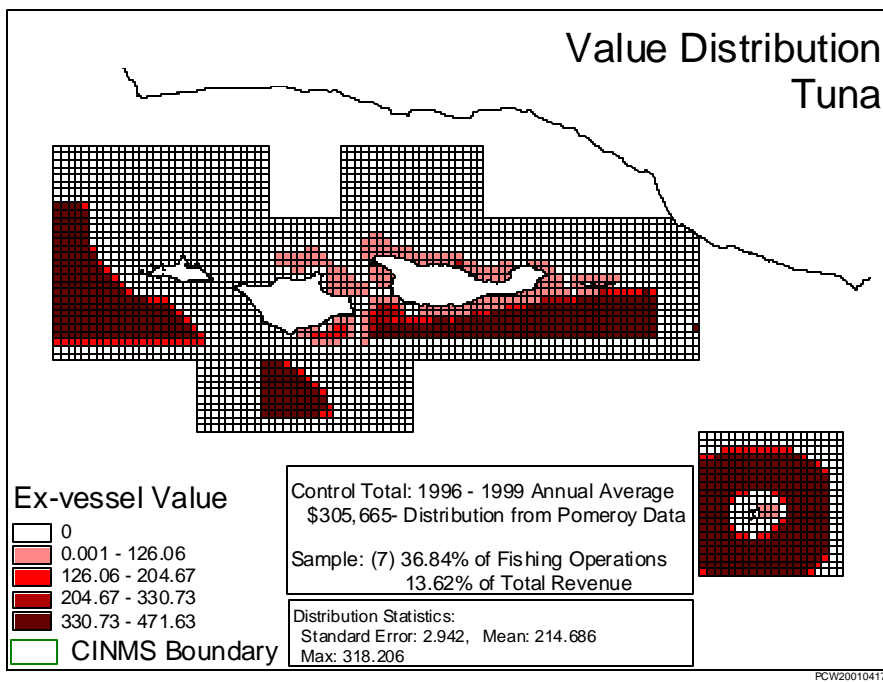 Value Distribution
Tuna
Ex-vessel Value
0
0.001 - 126.06
126.06 - 204.67
204.67 - 330.73
330.73 - 471.63
CINMS Boundary
Control Total: 1996 - 1999 Annual Average
$305,665- Distribution from Pomeroy Data
Sample: (7) 36.84% of Fishing Operations
13.62% of Total Revenue
Distribution Statistics:
Standard Error: 2.942, Mean: 214.686
Max: 318.206
PCW20010417